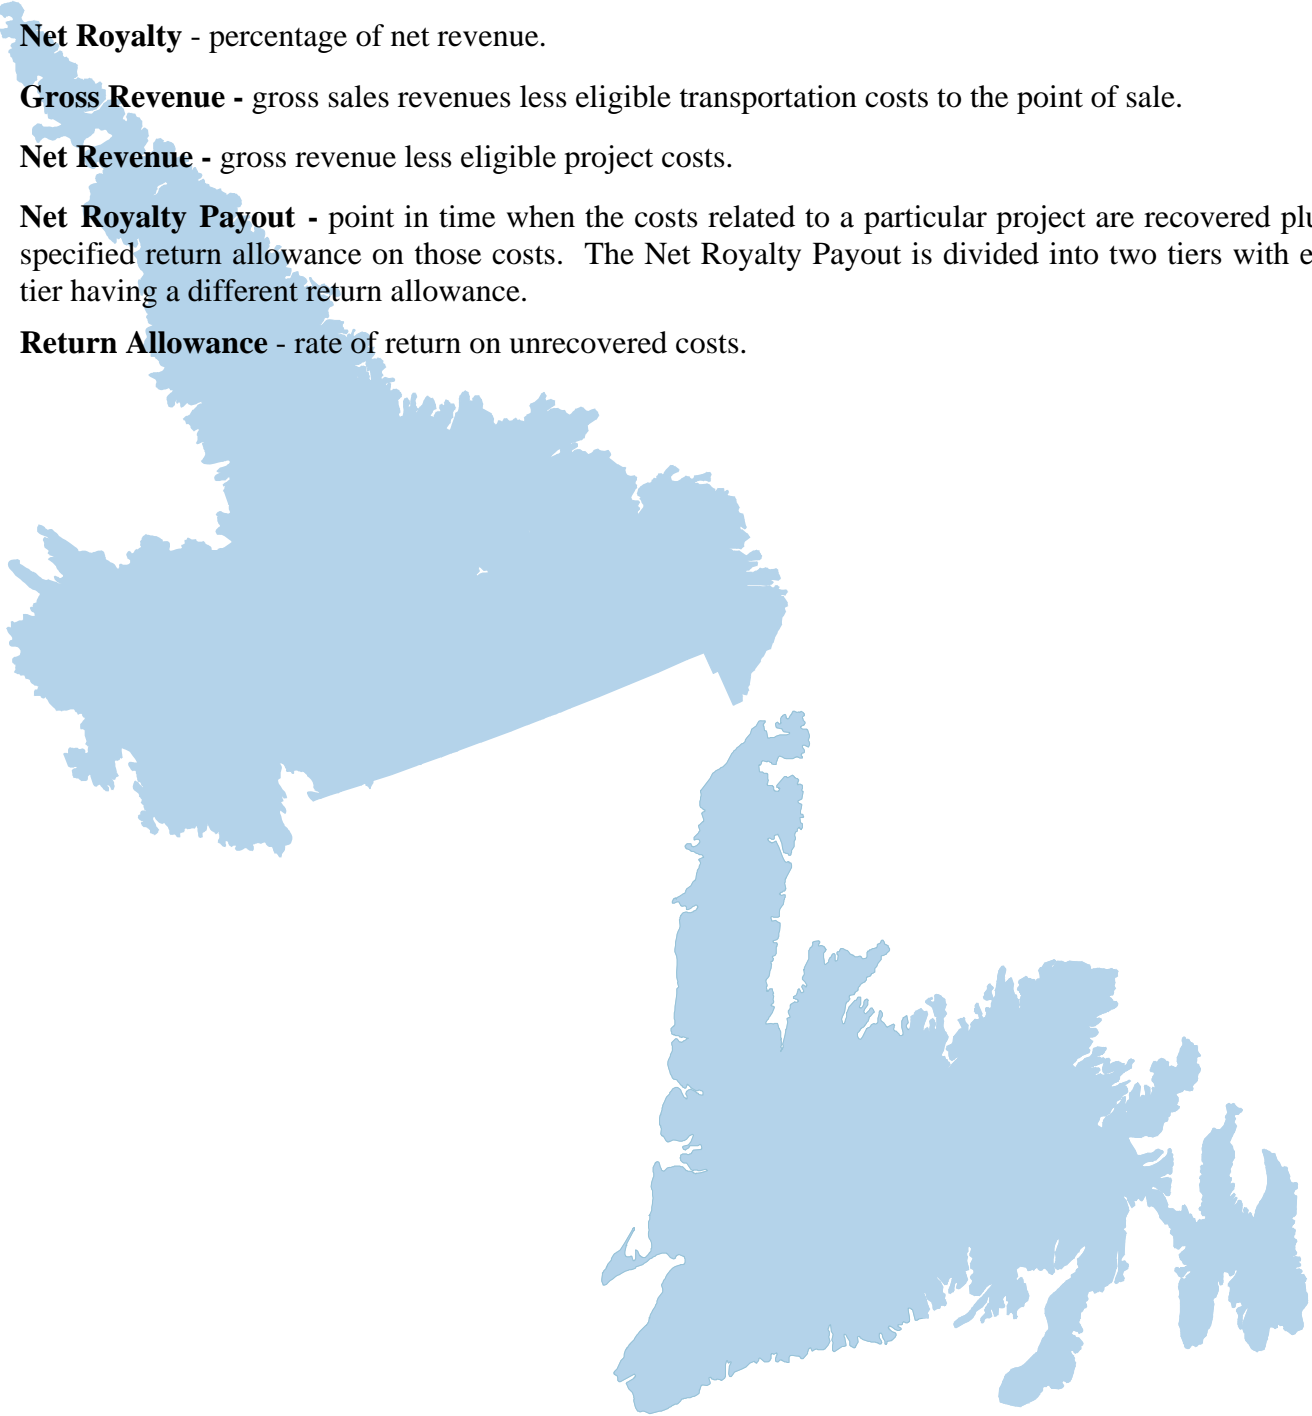 Net Royalty - percentage of net revenue.
Gross Revenue - gross sales revenues less eligible transportation costs to the point of sale.
Net Revenue - gross revenue less eligible project costs.
Net Royalty Payout - point in time when the costs related to a particular project are recovered
specified return allowance on those costs. The Net Royalty Payout is divided into two tiers with
tier having a different return allowance.
Return Allowance - rate of return on unrecovered costs.